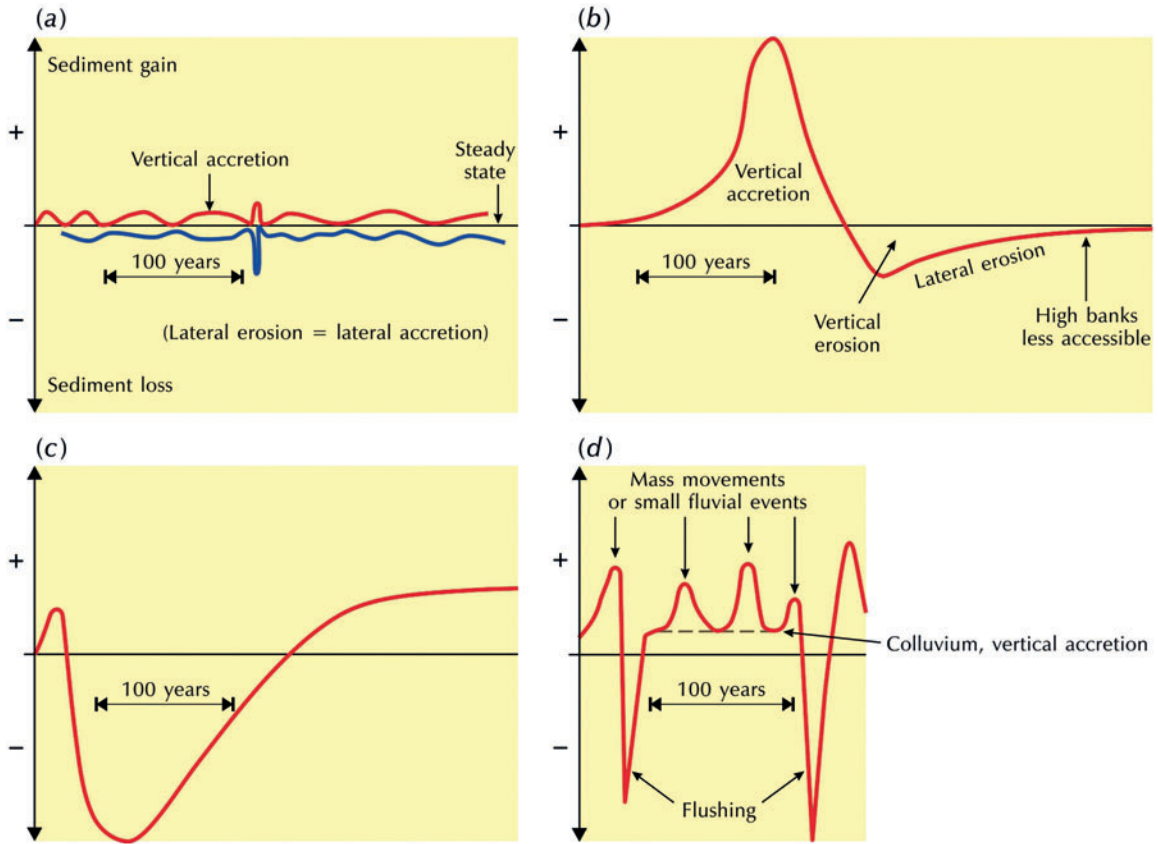 (a)
Sediment gain
+
Vertical accretion
Steady
state
100 years
–
(Lateral erosion = lateral accretion)
Sediment loss
(b)
+
Vertical
accretion
100 years
Lateral erosion
–
Vertical
erosion
High banks
less accessible
(c)
+
100 years
–
(d)
Mass movements
or small fluvial events
+
Colluvium, vertical accretion
100 years
–
Flushing